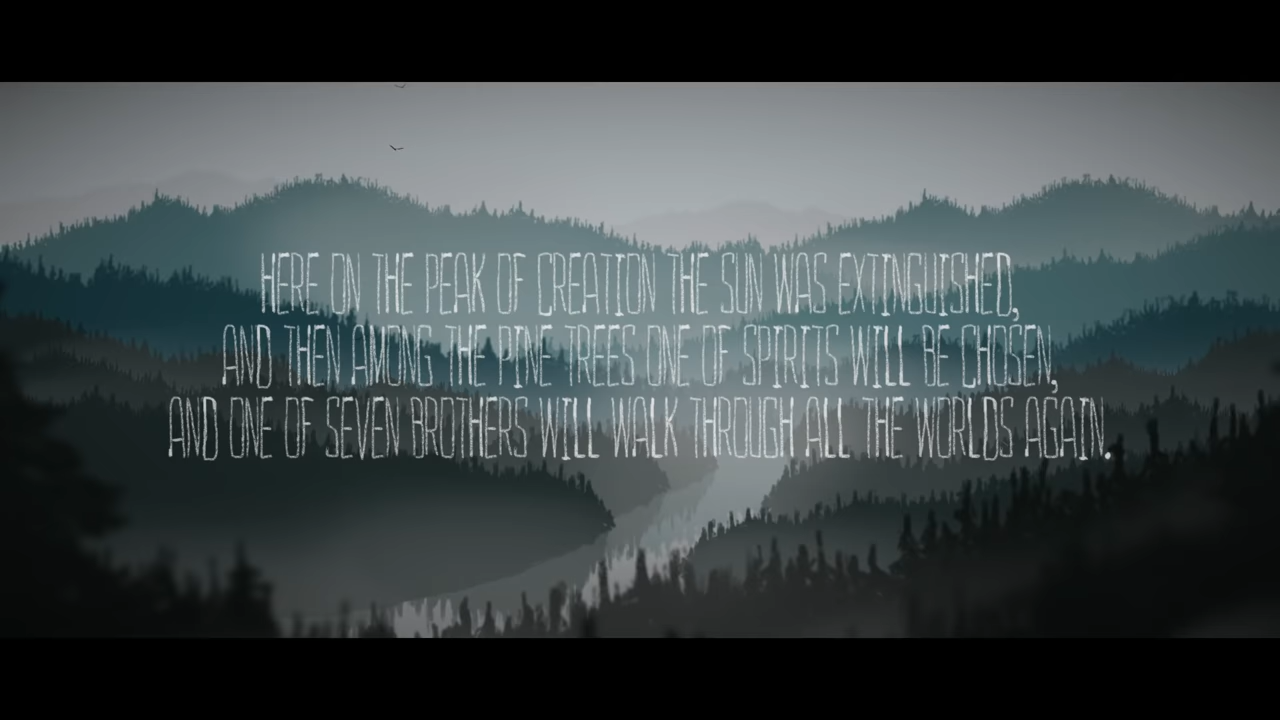 HERE ON THE PEAK OF CREATION THE SUN WAS EXTINGUISHED,
AND THEN AMONG THE PINE TREES ONE OF SPIRITS WILL BE CHOSEN,
AND ONE OF SEVEN BROTHERS WILL WALK THROUGH ALL THE WORLDS AGAIN.